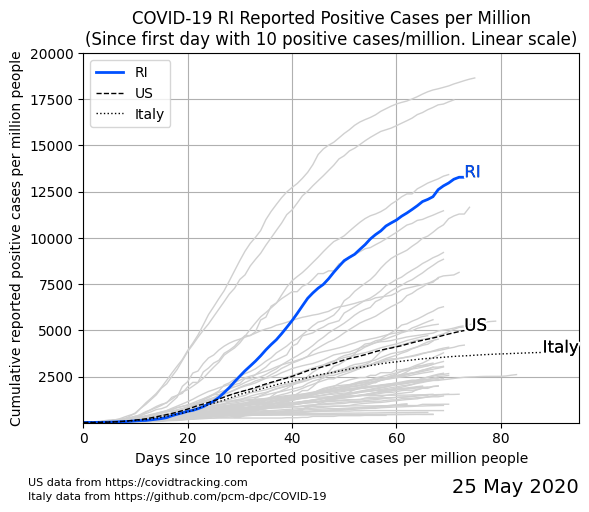 COVID-19 RI Reported Positive Cases per Million
(Since first day with 10 positive cases/million. Linear scale)
Cumulative reported positive cases per million people
20000
17500
15000
12500
10000
7500
5000
2500
RI
US
Italy
RI
US
Italy
0
20
40
60
80
Days since 10 reported positive cases per million people
US data from https://covidtracking.com
Italy data from https://github.com/pcm-dpc/COVID-19
25 May 2020